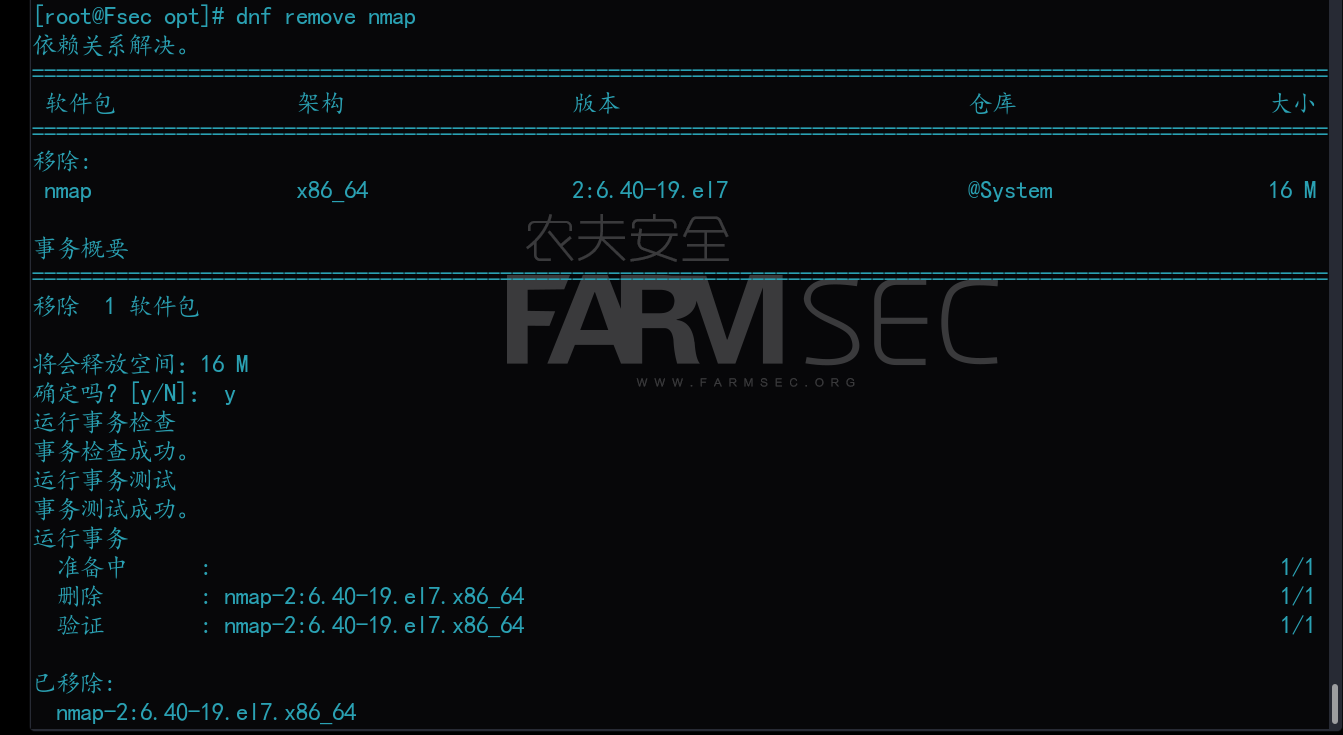 [root@Fsec opt]# dnf remove nmap
依赖关系解决。
================================================================================
软件包 架构 版本 仓库 大小
================================================================================
移除:
nmap x86_64 2:6.40-19.el7 @System 16 M
农夫安全
事务概要
================================================================================
FARMSEC
移除 1 软件包
将会释放空间：16 M
WWW.FARMSEC.ORG
确定吗？[y/N]： y
运行事务检查
事务检查成功。
运行事务测试
事务测试成功。
运行事务
准备中 : 1/1
删除 : nmap-2:6.40-19.el7.x86_64 1/1
验证 : nmap-2:6.40-19.el7.x86_64 1/1
已移除:
nmap-2:6.40-19.el7.x86_64